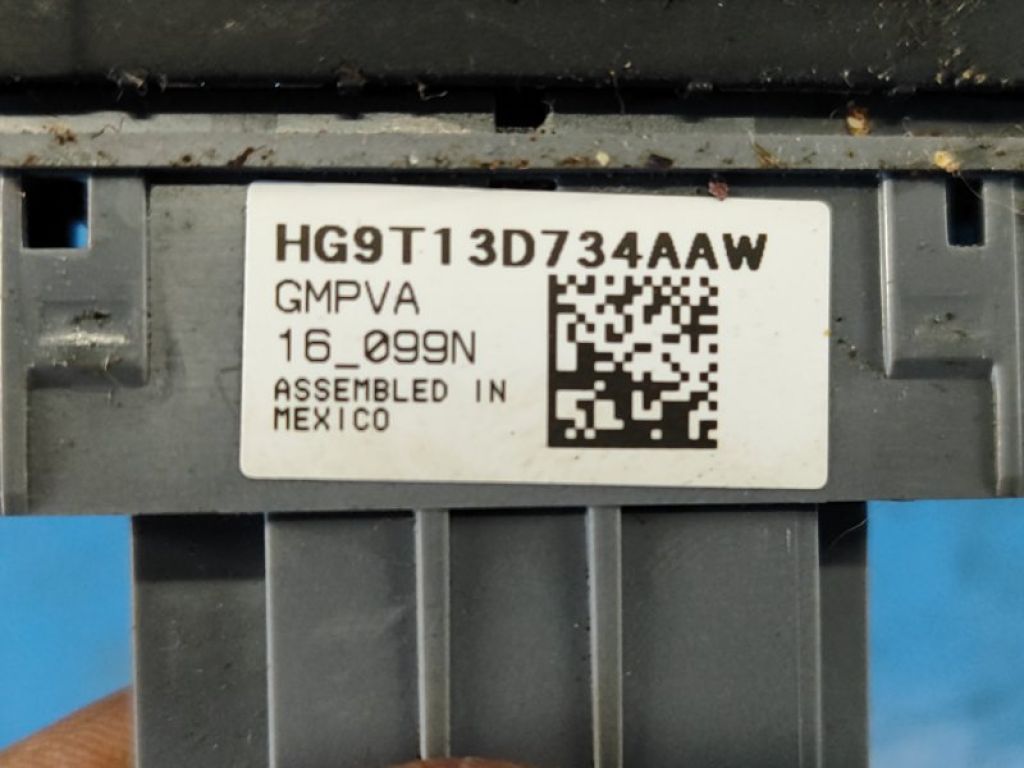 HG9T13D734AAW
GMPVA
16_099N
ASSEMBLED IN
MEXICO